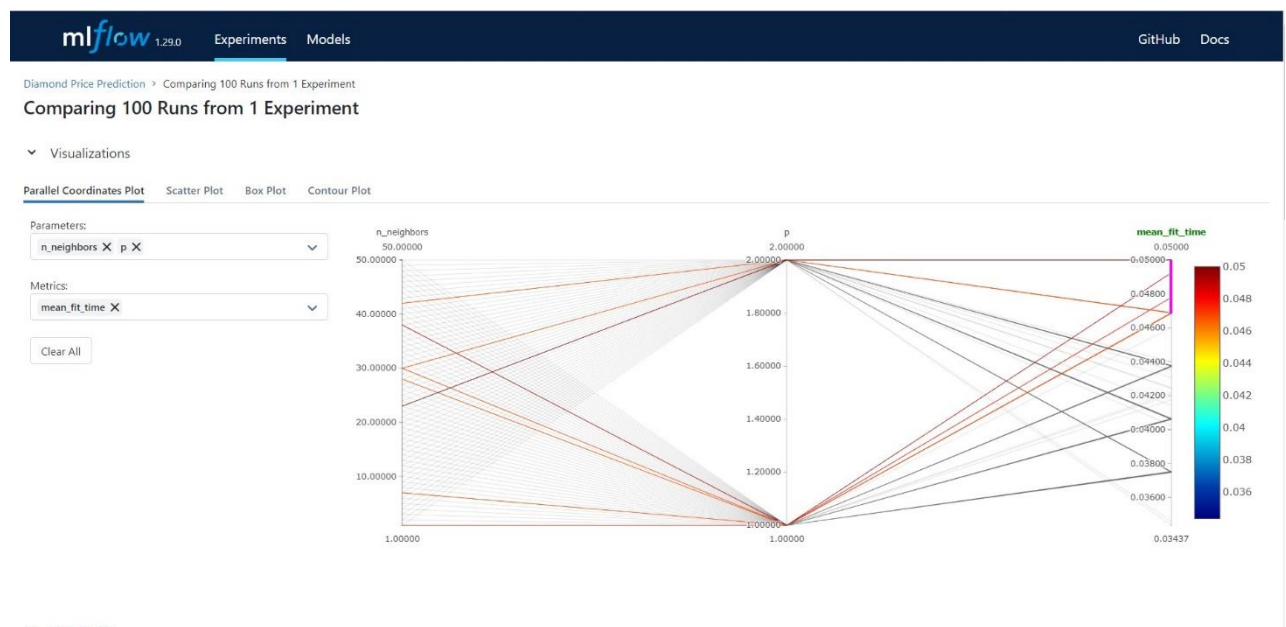 mlflow 1.29.0 Experiments Models GitHub Docs
Diamond Price Prediction > Comparing 100 Runs from 1 Experiment
Comparing 100 Runs from 1 Experiment
Visualizations
Parallel Coordinates Plot Scatter Plot Box Plot Contour Plot
Parameters:
n_neighbors X p X
Metrics:
mean_fit_time X
Clear All
n_neighbors
50.00000
50.00000
40.00000
30.00000
20.00000
10.00000
1.00000
p
2.00000
2.00000
1.80000
1.60000
1.40000
1.20000
1.00000
1.00000
mean_fit_time
0.05000
0.05000
0.04800
0.04600
0.04400
0.04200
0.04000
0.03800
0.03600
0.03437
0.05
0.048
0.046
0.044
0.042
0.04
0.038
0.036